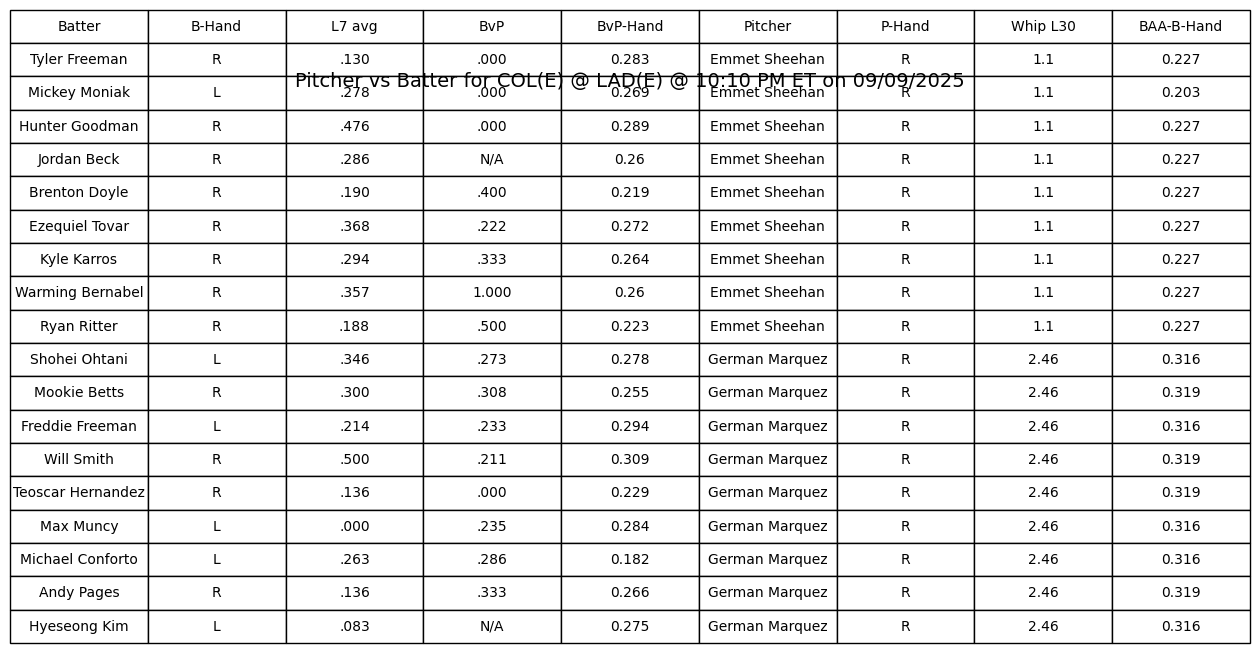 Batter B-Hand L7 avg BvP BvP-Hand Pitcher P-Hand Whip L30 BAA-B-Hand
Tyler Freeman R .130 .000 0.283 Emmet Sheehan R 1.1 0.227
Pitcher vs Batter for COL(E) @ LAD(E) @ 10:10 PM ET on 09/09/2025
Mickey Moniak L .278 .000 0.269 Emmet Sheehan R 1.1 0.203
Hunter Goodman R .476 .000 0.289 Emmet Sheehan R 1.1 0.227
Jordan Beck R .286 N/A 0.26 Emmet Sheehan R 1.1 0.227
Brenton Doyle R .190 .400 0.219 Emmet Sheehan R 1.1 0.227
Ezequiel Tovar R .368 .222 0.272 Emmet Sheehan R 1.1 0.227
Kyle Karros R .294 .333 0.264 Emmet Sheehan R 1.1 0.227
Warming Bernabel R .357 1.000 0.26 Emmet Sheehan R 1.1 0.227
Ryan Ritter R .188 .500 0.223 Emmet Sheehan R 1.1 0.227
Shohei Ohtani L .346 .273 0.278 German Marquez R 2.46 0.316
Mookie Betts R .300 .308 0.255 German Marquez R 2.46 0.319
Freddie Freeman L .214 .233 0.294 German Marquez R 2.46 0.316
Will Smith R .500 .211 0.309 German Marquez R 2.46 0.319
Teoscar Hernandez R .136 .000 0.229 German Marquez R 2.46 0.319
Max Muncy L .000 .235 0.284 German Marquez R 2.46 0.316
Michael Conforto L .263 .286 0.182 German Marquez R 2.46 0.316
Andy Pages R .136 .333 0.266 German Marquez R 2.46 0.319
Hyeseong Kim L .083 N/A 0.275 German Marquez R 2.46 0.316